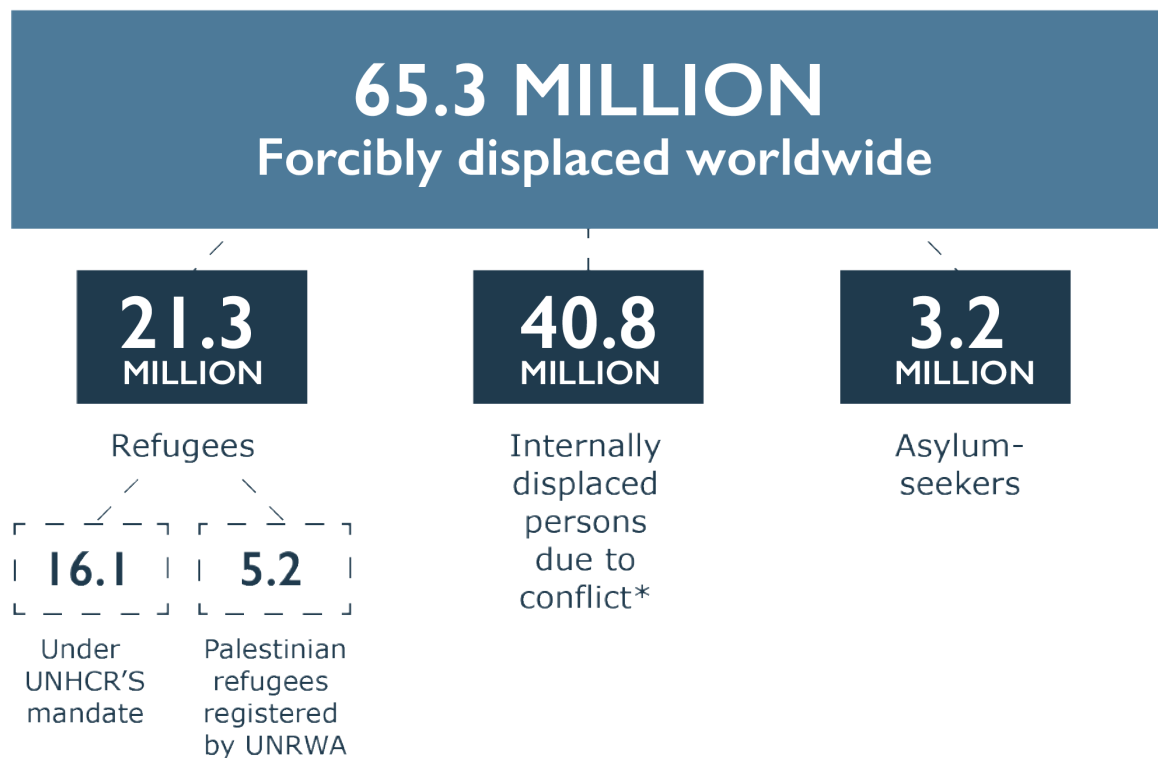 65.3 MILLION
Forcibly displaced worldwide
21.3
MILLION
Refugees
16.1
Under
UNHCR'S
mandate
5.2
Palestinian
refugees
registered
by UNRWA
40.8
MILLION
Internally
displaced
persons
due to
conflict*
3.2
MILLION
Asylum-
seekers